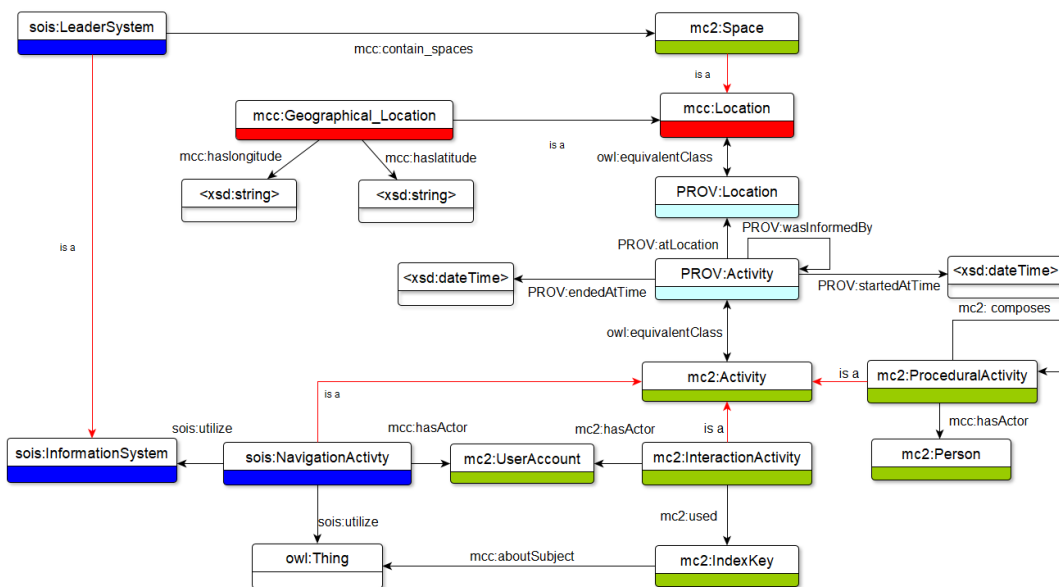 sois:LeaderSystem
mc2:Space
mcc:contain_spaces
is a
mcc:Geographical_Location
mcc:Location
is a
mcc:haslongitude
mcc:haslatitude
owl:equivalentClass
<xsd:string>
<xsd:string>
PROV:Location
PROV:wasInformedBy
PROV:atLocation
is a
<xsd:dateTime>
PROV:Activity
<xsd:dateTime>
PROV:endedAtTime
PROV:startedAtTime
mc2: composes
owl:equivalentClass
mc2:Activity
is a
mc2:ProceduralActivity
is a
sois:utilize
mcc:hasActor
mc2:hasActor
is a
mcc:hasActor
sois:InformationSystem
sois:NavigationActivty
mc2:UserAccount
mc2:InteractionActivity
mc2:Person
sois:utilize
mc2:used
owl:Thing
mcc:aboutSubject
mc2:IndexKey